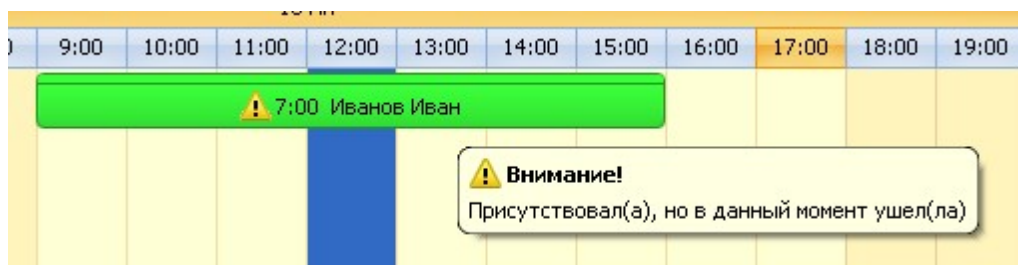 9:00 10:00 11:00 12:00 13:00 14:00 15:00 16:00 17:00 18:00 19:00
7:00 Иванов Иван
Внимание!
Присутствовал(а), но в данный момент ушел(ла)